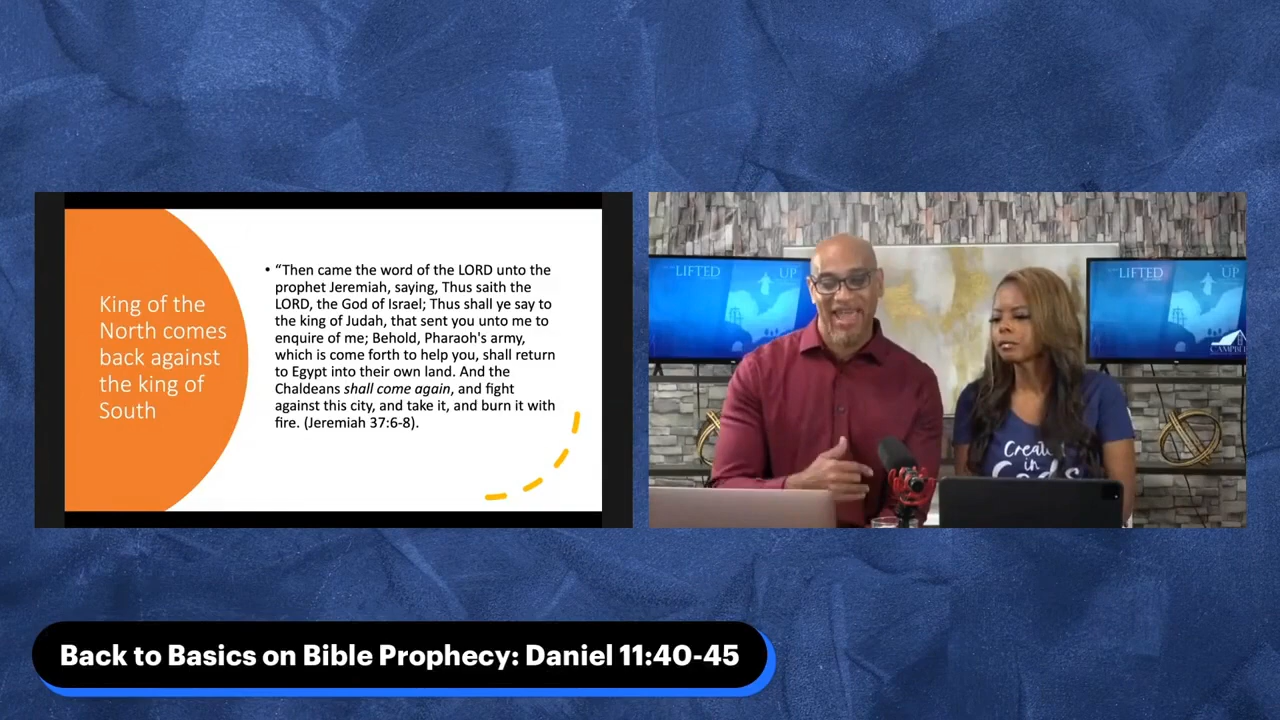 King of the
North comes
back against
the king of
South
• “Then came the word of the LORD unto the
prophet Jeremiah, saying, Thus saith the
LORD, the God of Israel; Thus shall ye say to
the king of Judah, that sent you unto me to
enquire of me; Behold, Pharaoh's army,
which is come forth to help you, shall return
to Egypt into their own land. And the
Chaldeans shall come again, and fight
against this city, and take it, and burn it with
fire. (Jeremiah 37:6-8).
LIFTED
UP
LIFTED
UP
Create
in
God's
Back to Basics on Bible Prophecy: Daniel 11:40-45